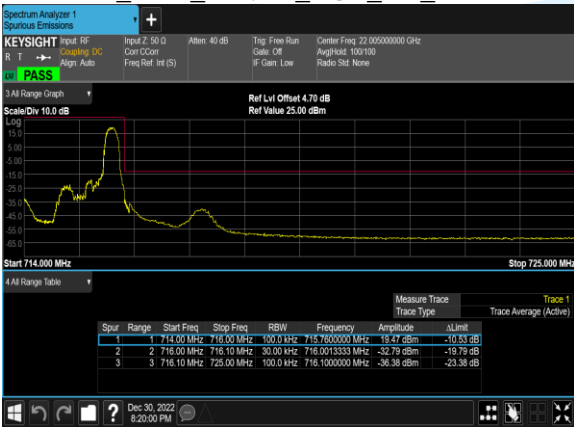 Spectrum Analyzer 1
Spurious Emissions
KEYSIGHT
R T
PASS
Input: RF
Coupling: DC
Align: Auto
Input Z: 50 Ω
Corr CCorr
Freq Ref: Int (S)
Atten: 40 dB
Trig: Free Run
Gate: Off
IF Gain: Low
Center Freq: 22.005000000 GHz
Avg|Hold: 100/100
Radio Std: None
3 All Range Graph
Scale/Div 10.0 dB
Ref Lvl Offset 4.70 dB
Ref Value 25.00 dBm
Log
15.0
5.00
-5.00
-15.0
-25.0
-35.0
-45.0
-55.0
-65.0
Start 714.000 MHz
Stop 725.000 MHz
4 All Range Table
Measure Trace Trace 1
Trace Type Trace Average (Active)
Spur Range Start Freq Stop Freq RBW Frequency Amplitude ΔLimit
1 1 714.00 MHz 716.00 MHz 100.0 kHz 715.7600000 MHz 19.47 dBm -10.53 dB
2 2 716.00 MHz 716.10 MHz 30.00 kHz 716.0013333 MHz -32.79 dBm -19.79 dB
3 3 716.10 MHz 725.00 MHz 100.0 kHz 716.1000000 MHz -36.38 dBm -23.38 dB
Dec 30, 2022
8:20:00 PM